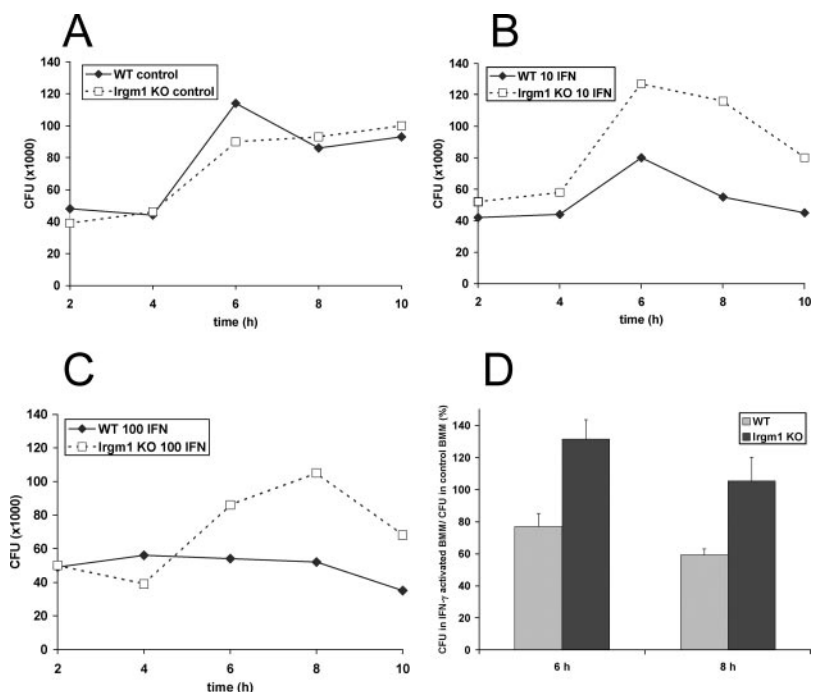 A
WT control
Irgm1 KO control
CFU (x1000)
140
120
100
80
60
40
20
0
2
4
6
8
10
time (h)
B
WT 10 IFN
Irgm1 KO 10 IFN
CFU (x1000)
140
120
100
80
60
40
20
0
2
4
6
8
10
time (h)
C
WT 100 IFN
Irgm1 KO 100 IFN
CFU (x1000)
140
120
100
80
60
40
20
0
2
4
6
8
10
time (h)
D
WT
Irgm1 KO
CFU in IFN-γ activated BMM/ CFU in control BMM (%)
140
120
100
80
60
40
20
0
6 h
8 h